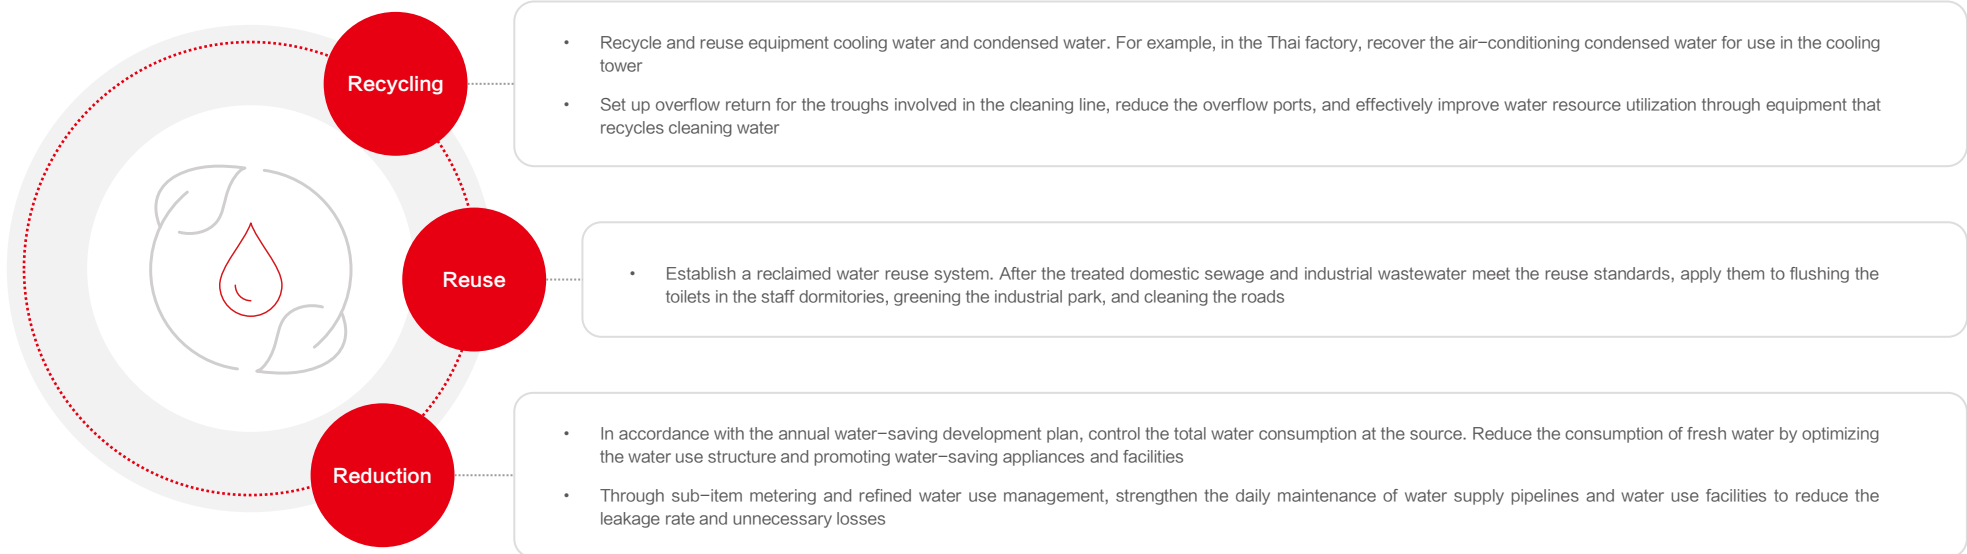 Recycling
• Recycle and reuse equipment cooling water and condensed water. For example, in the Thai factory, recover the air-conditioning condensed water for use in the cooling
tower
• Set up overflow return for the troughs involved in the cleaning line, reduce the overflow ports, and effectively improve water resource utilization through equipment that
recycles cleaning water
Reuse
• Establish a reclaimed water reuse system. After the treated domestic sewage and industrial wastewater meet the reuse standards, apply them to flushing the
toilets in the staff dormitories, greening the industrial park, and cleaning the roads
Reduction
• In accordance with the annual water-saving development plan, control the total water consumption at the source. Reduce the consumption of fresh water by optimizing
the water use structure and promoting water-saving appliances and facilities
• Through sub-item metering and refined water use management, strengthen the daily maintenance of water supply pipelines and water use facilities to reduce the
leakage rate and unnecessary losses